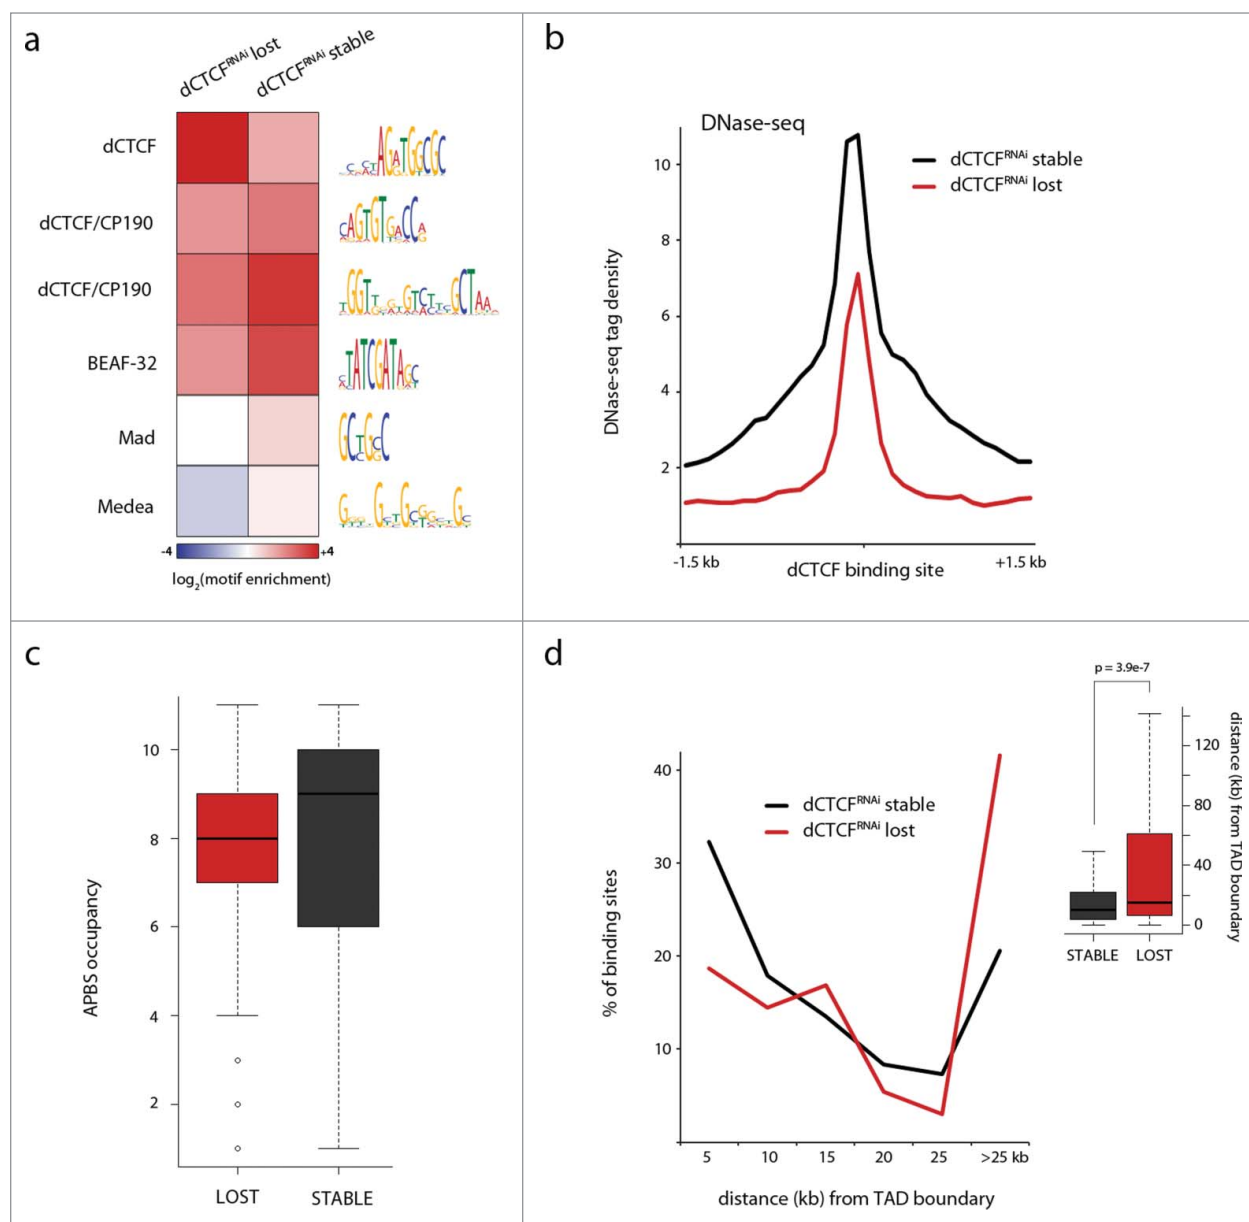 a
dCTCF^RNAi lost
dCTCF^RNAi stable
dCTCF
dCTCF/CP190
dCTCF/CP190
BEAF-32
Mad
Medea
-4
+4
log₂(motif enrichment)
b
DNase-seq
dCTCF^RNAi stable
dCTCF^RNAi lost
DNase-seq tag density
10
8
6
4
2
-1.5 kb
dCTCF binding site
+1.5 kb
c
APBS occupancy
10
8
6
4
2
LOST
STABLE
d
p = 3.9e-7
distance (kb) from TAD boundary
120
80
40
0
STABLE
LOST
dCTCF^RNAi stable
dCTCF^RNAi lost
% of binding sites
40
30
20
10
5
10
15
20
25
>25 kb
distance (kb) from TAD boundary